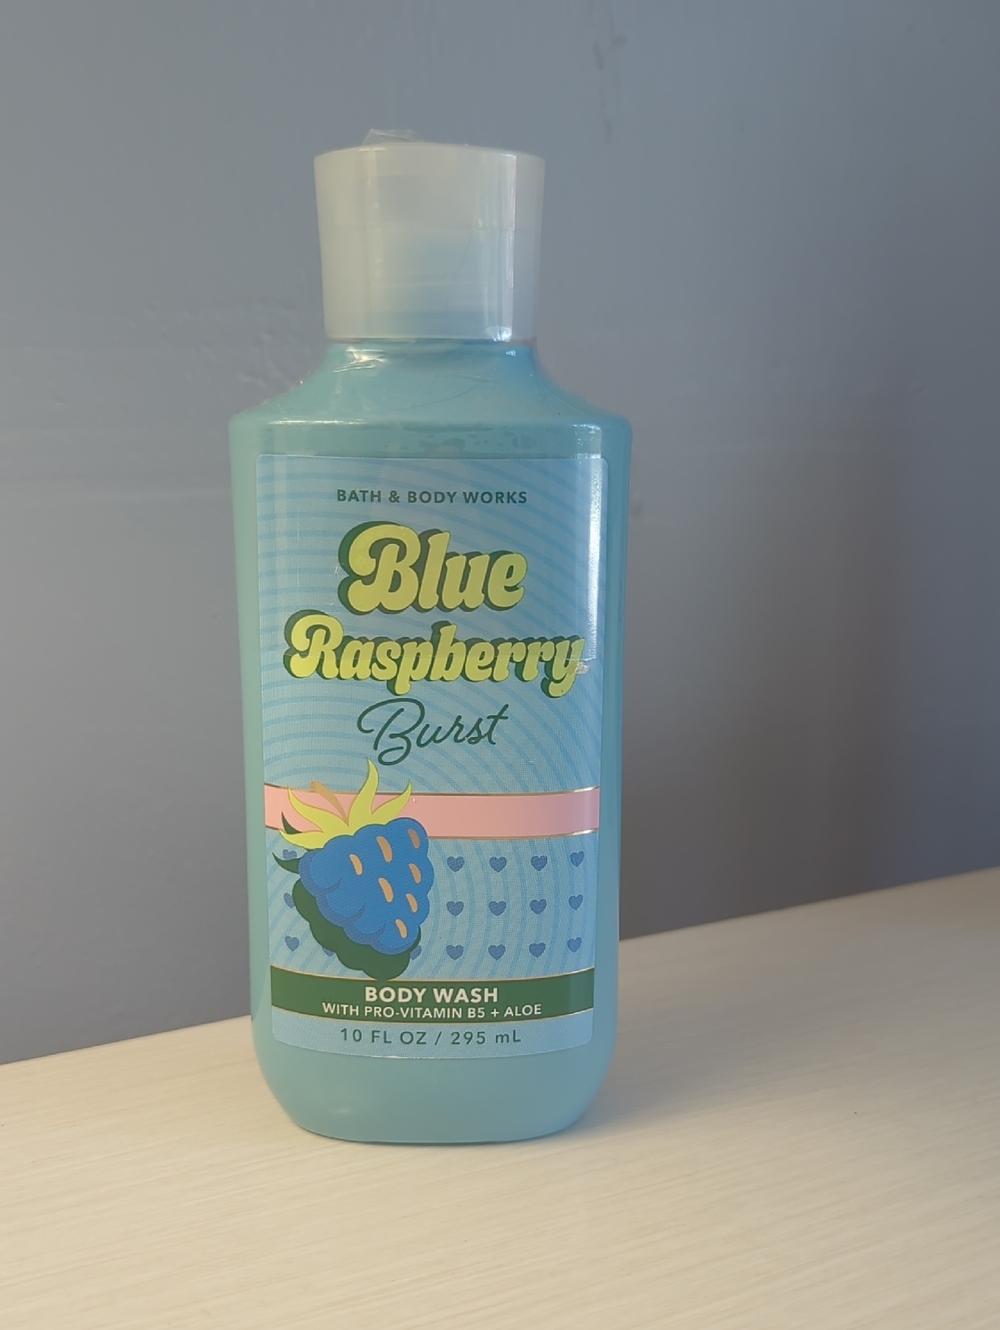 BATH & BODY WORKS
Blue
Raspberry
Burst
BODY WASH
WITH PRO-VITAMIN B5 + ALOE
10 FL OZ / 295 mL